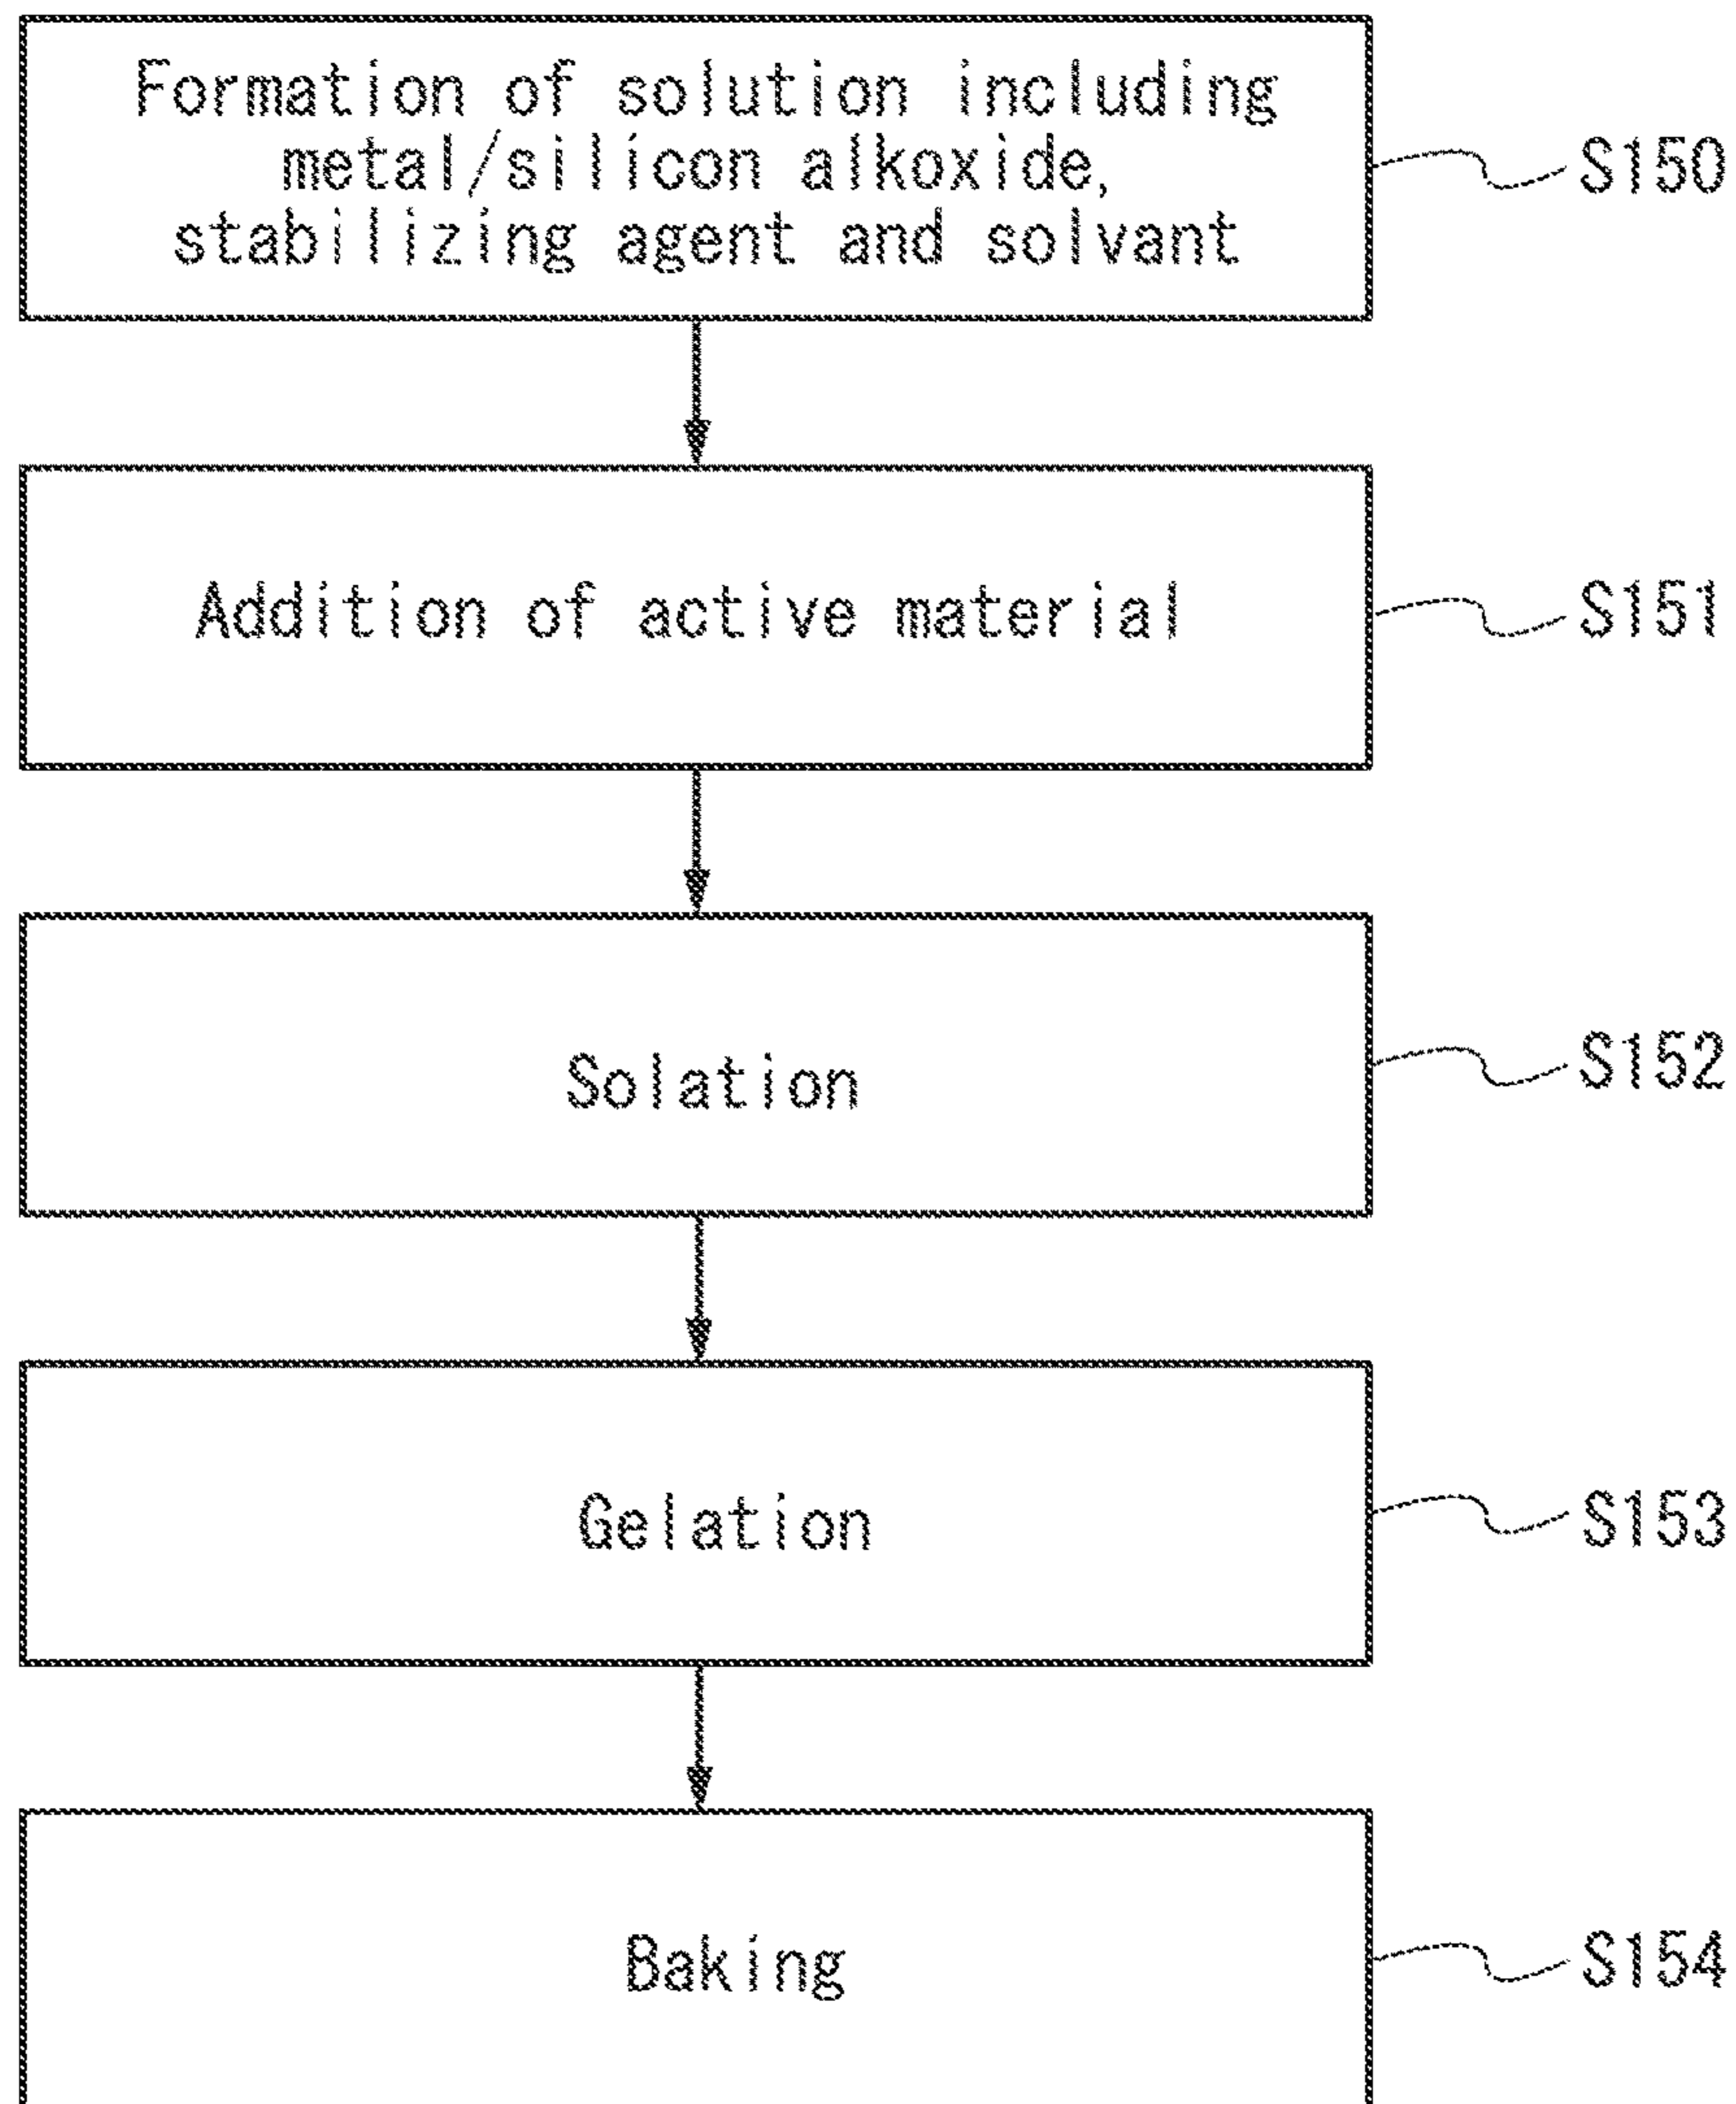 Formation of solution including
metal/silicon alkoxide,
stabilizing agent and solvant
S150
Addition of active material
S151
Solation
S152
Gelation
S153
Baking
S154